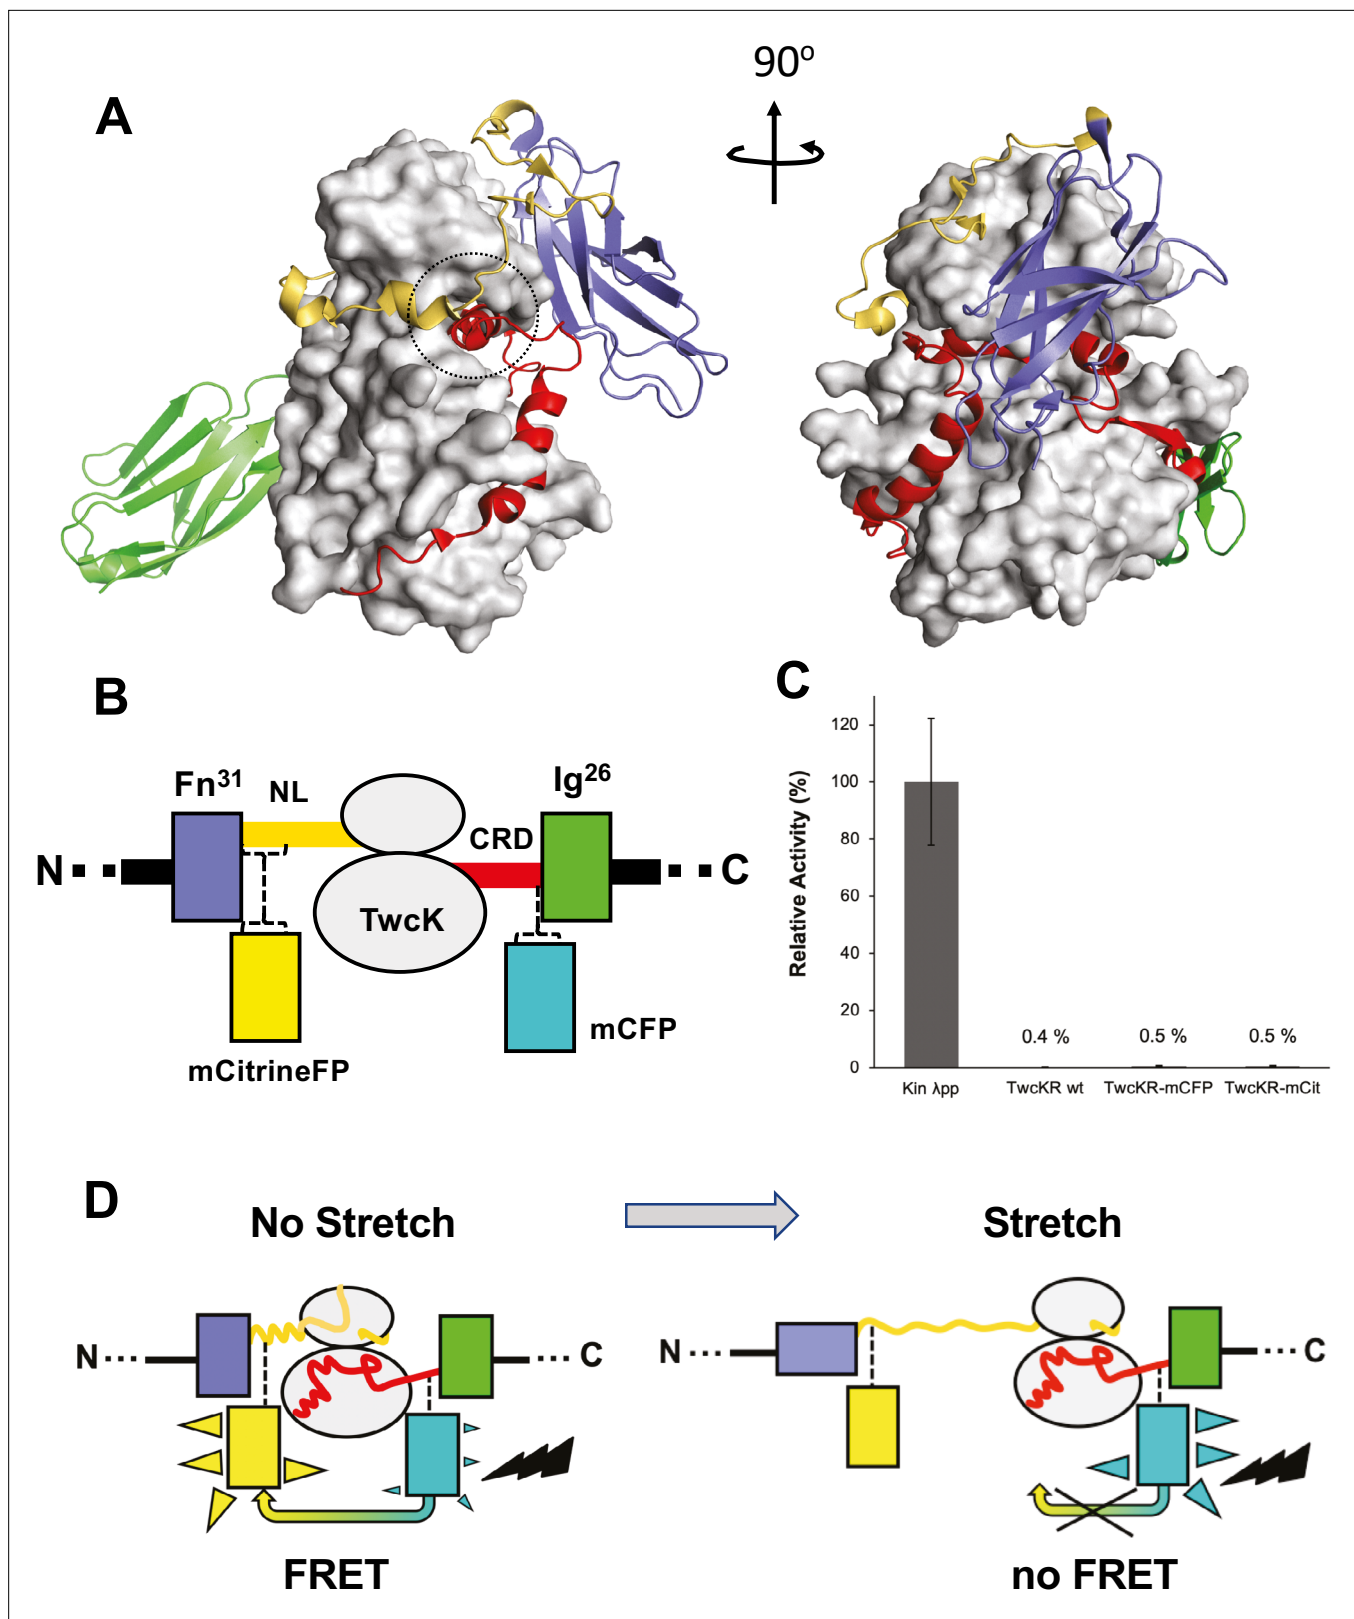 A
90º
B
Fn31
NL
Ig26
CRD
N
C
TwcK
mCFP
mCitrineFP
C
Relative Activity (%)
120
100
80
60
40
20
0
0.4 %
0.5 %
0.5 %
Kin λpp
TwcKR wt
TwcKR-mCFP
TwcKR-mCit
D
No Stretch
Stretch
N
C
N
C
FRET
no FRET